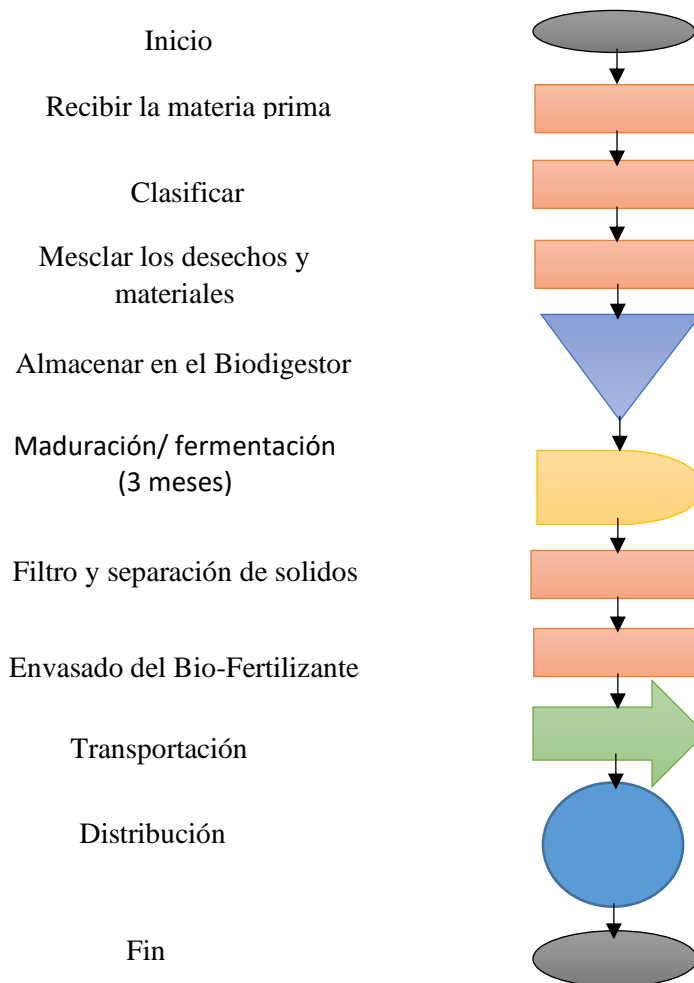 Inicio
Recibir la materia prima
Clasificar
Mesclar los desechos y
materiales
Almacenar en el Biodigestor
Maduración/ fermentación
(3 meses)
Filtro y separación de solidos
Envasado del Bio-Fertilizante
Transportación
Distribución
Fin